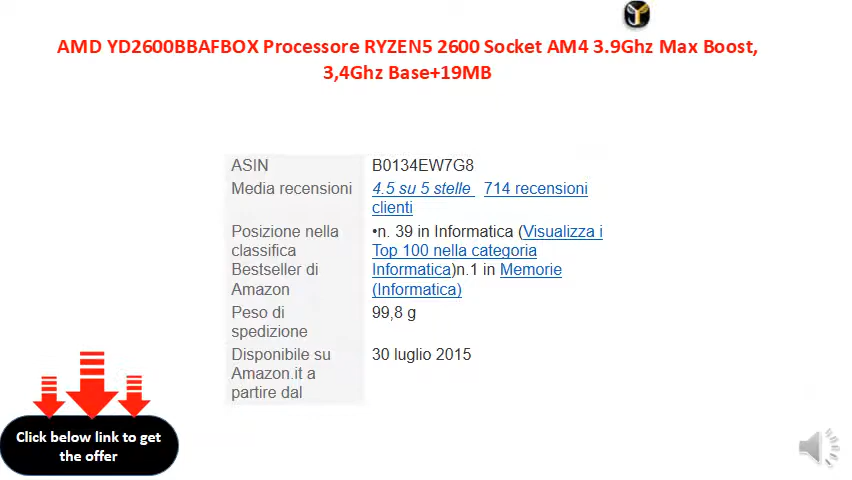 AMD YD2600BBAFBOX Processore RYZEN5 2600 Socket AM4 3.9Ghz Max Boost,
3,4Ghz Base+19MB
ASIN B0134EW7G8
Media recensioni 4.5 su 5 stelle 714 recensioni
clienti
Posizione nella •n. 39 in Informatica (Visualizza i
classifica Top 100 nella categoria
Bestseller di Informatica)n.1 in Memorie
Amazon (Informatica)
Peso di 99,8 g
spedizione
Disponibile su 30 luglio 2015
Amazon.it a
partire dal
Click below link to get
the offer